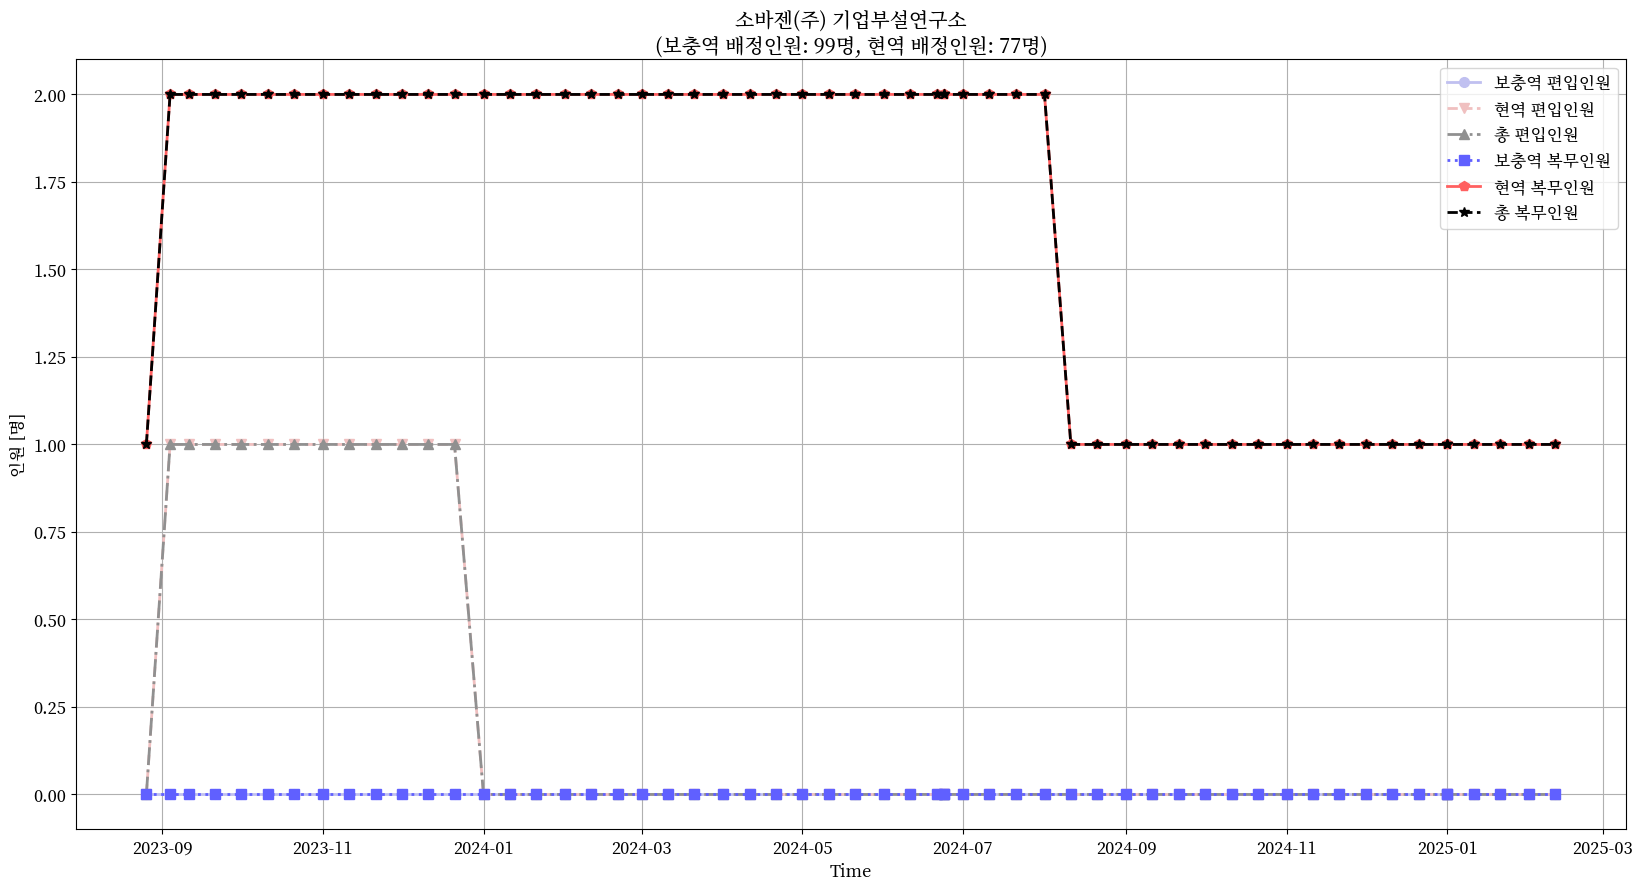 소바젠(주) 기업부설연구소
(보충역 배정인원: 99명, 현역 배정인원: 77명)
보충역 편입인원
현역 편입인원
총 편입인원
보충역 복무인원
현역 복무인원
총 복무인원
인원 [명]
2.00
1.75
1.50
1.25
1.00
0.75
0.50
0.25
0.00
2023-09
2023-11
2024-01
2024-03
2024-05
2024-07
2024-09
2024-11
2025-01
2025-03
Time